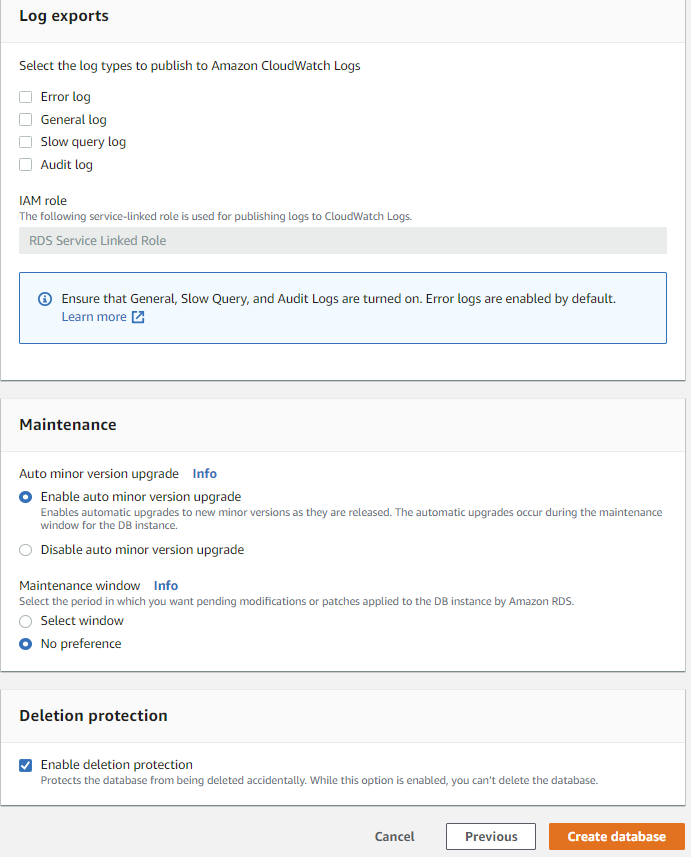 Log exports
Select the log types to publish to Amazon CloudWatch Logs
Error log
General log
Slow query log
Audit log
IAM role
The following service-linked role is used for publishing logs to CloudWatch Logs.
RDS Service Linked Role
Ensure that General, Slow Query, and Audit Logs are turned on. Error logs are enabled by default.
Learn more
Maintenance
Auto minor version upgrade Info
Enable auto minor version upgrade
Enables automatic upgrades to new minor versions as they are released. The automatic upgrades occur during the maintenance
window for the DB instance.
Disable auto minor version upgrade
Maintenance window Info
Select the period in which you want pending modifications or patches applied to the DB instance by Amazon RDS.
Select window
No preference
Deletion protection
Enable deletion protection
Protects the database from being deleted accidentally. While this option is enabled, you can't delete the database.
Cancel Previous Create database